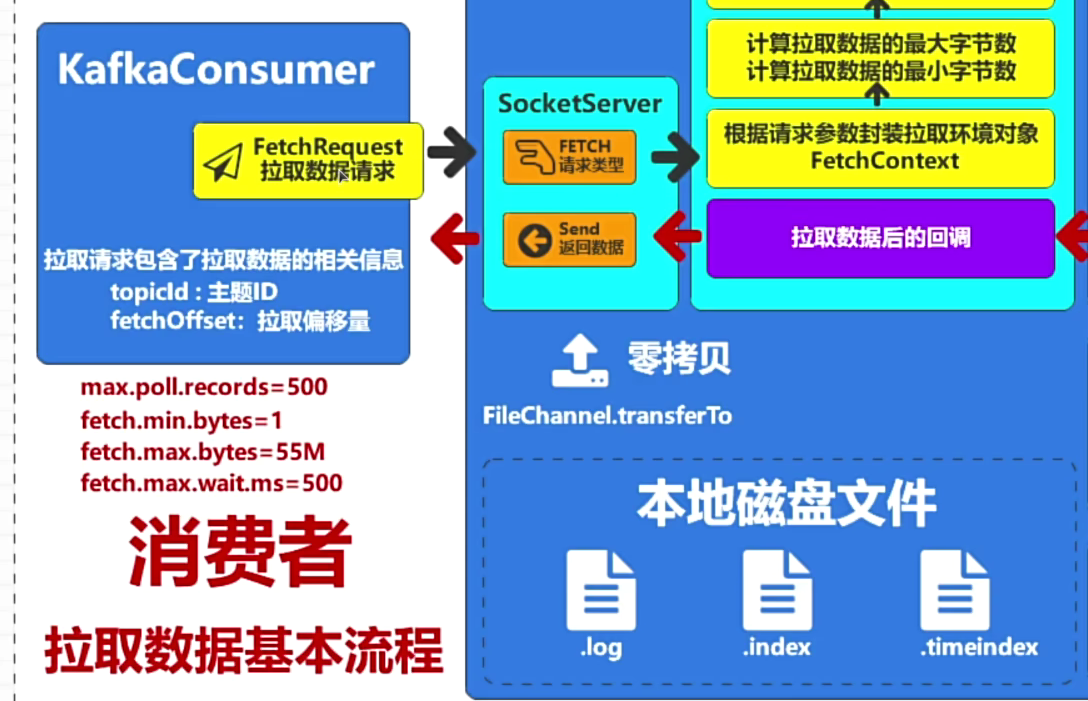 KafkaConsumer
FetchRequest
拉取数据请求
拉取请求包含了拉取数据的相关信息
topicId : 主题ID
fetchOffset: 拉取偏移量
max.poll.records=500
fetch.min.bytes=1
fetch.max.bytes=55M
fetch.max.wait.ms=500
消费者
拉取数据基本流程
SocketServer
FETCH
请求类型
Send
返回数据
计算拉取数据的最大字节数
计算拉取数据的最小字节数
根据请求参数封装拉取环境对象
FetchContext
拉取数据后的回调
零拷贝
FileChannel.transferTo
本地磁盘文件
.log
.index
.timeindex